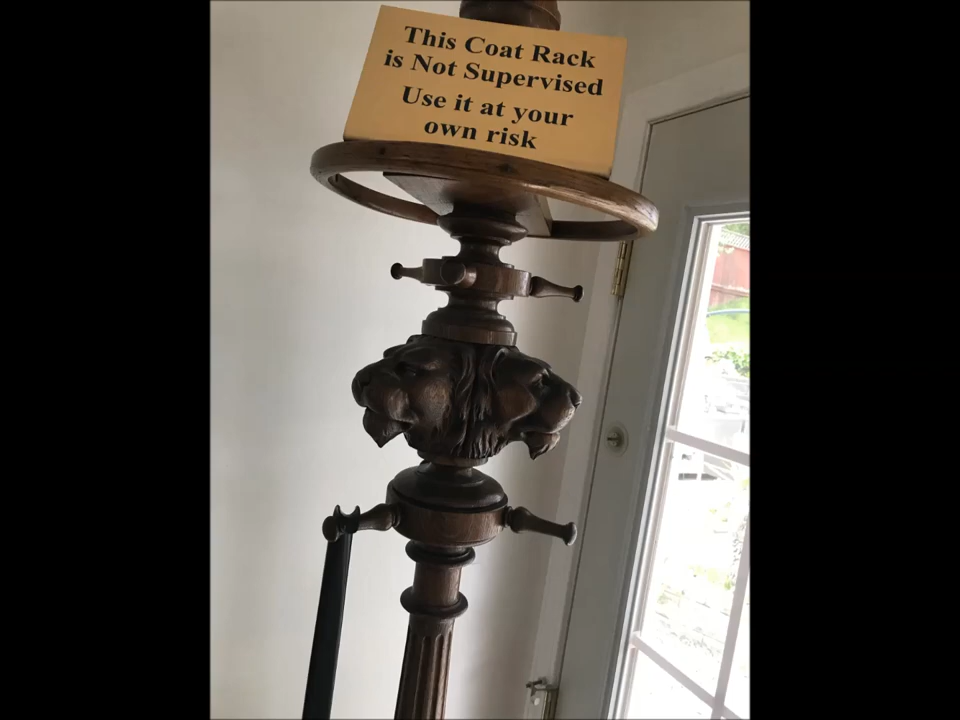 This Coat Rack
is Not Supervised
Use it at your
own risk